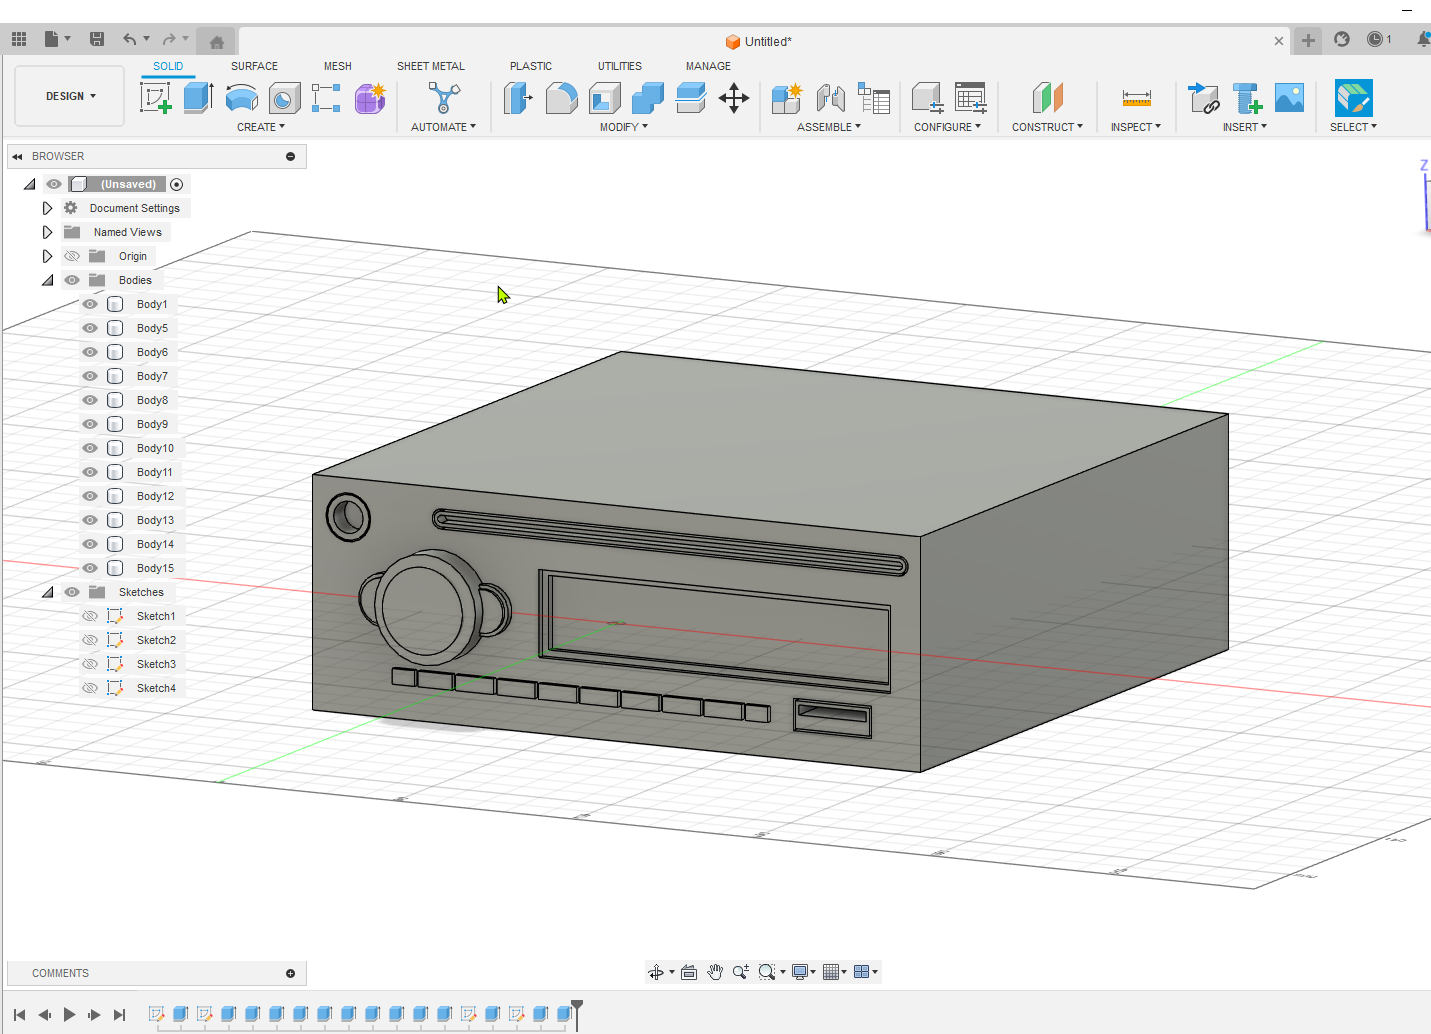 Untitled*
1
DESIGN
SOLID
SURFACE
MESH
SHEET METAL
PLASTIC
UTILITIES
MANAGE
CREATE
AUTOMATE
MODIFY
ASSEMBLE
CONFIGURE
CONSTRUCT
INSPECT
INSERT
SELECT
BROWSER
(Unsaved)
Document Settings
Named Views
Origin
Bodies
Body1
Body5
Body6
Body7
Body8
Body9
Body10
Body11
Body12
Body13
Body14
Body15
Sketches
Sketch1
Sketch2
Sketch3
Sketch4
Z
COMMENTS